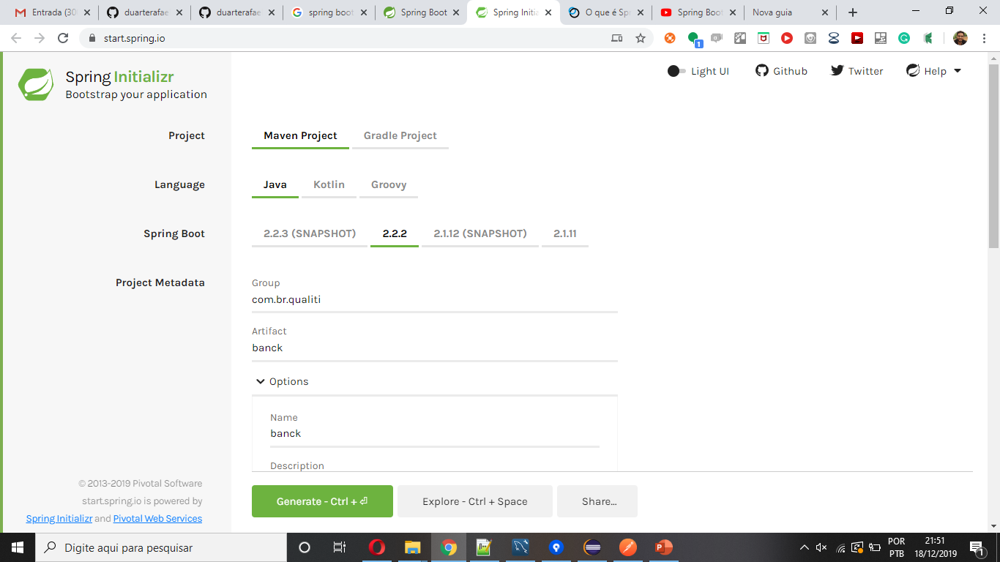 Entrada (30
duarterafae
duarterafae
spring boot
Spring Boot
Spring Initia
O que é Spr
Spring Boot
Nova guia
start.spring.io
1
Spring Initializr
Bootstrap your application
Light UI
Github
Twitter
Help
Project
Maven Project
Gradle Project
Language
Java
Kotlin
Groovy
Spring Boot
2.2.3 (SNAPSHOT)
2.2.2
2.1.12 (SNAPSHOT)
2.1.11
Project Metadata
Group
com.br.qualiti
Artifact
banck
Options
Name
banck
Description
© 2013-2019 Pivotal Software
start.spring.io is powered by
Spring Initializr and Pivotal Web Services
Generate - Ctrl + ⏎
Explore - Ctrl + Space
Share...
Digite aqui para pesquisar
POR
PTB
21:51
18/12/2019
1